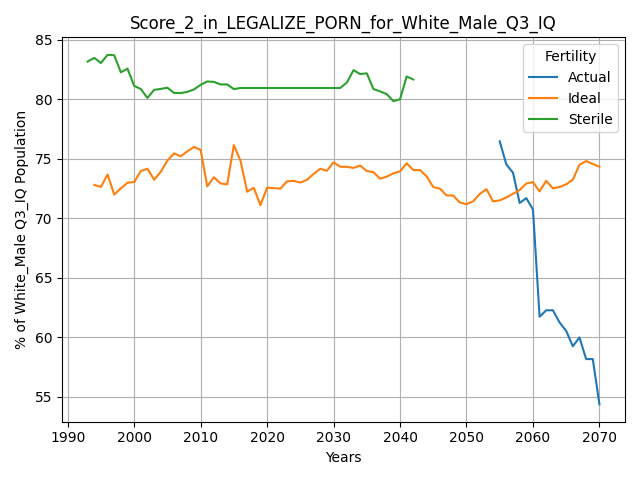 Score_2_in_LEGALIZE_PORN_for_White_Male_Q3_IQ
% of White_Male Q3_IQ Population
85
80
75
70
65
60
55
Fertility
Actual
Ideal
Sterile
1990 2000 2010 2020 2030 2040 2050 2060 2070
Years